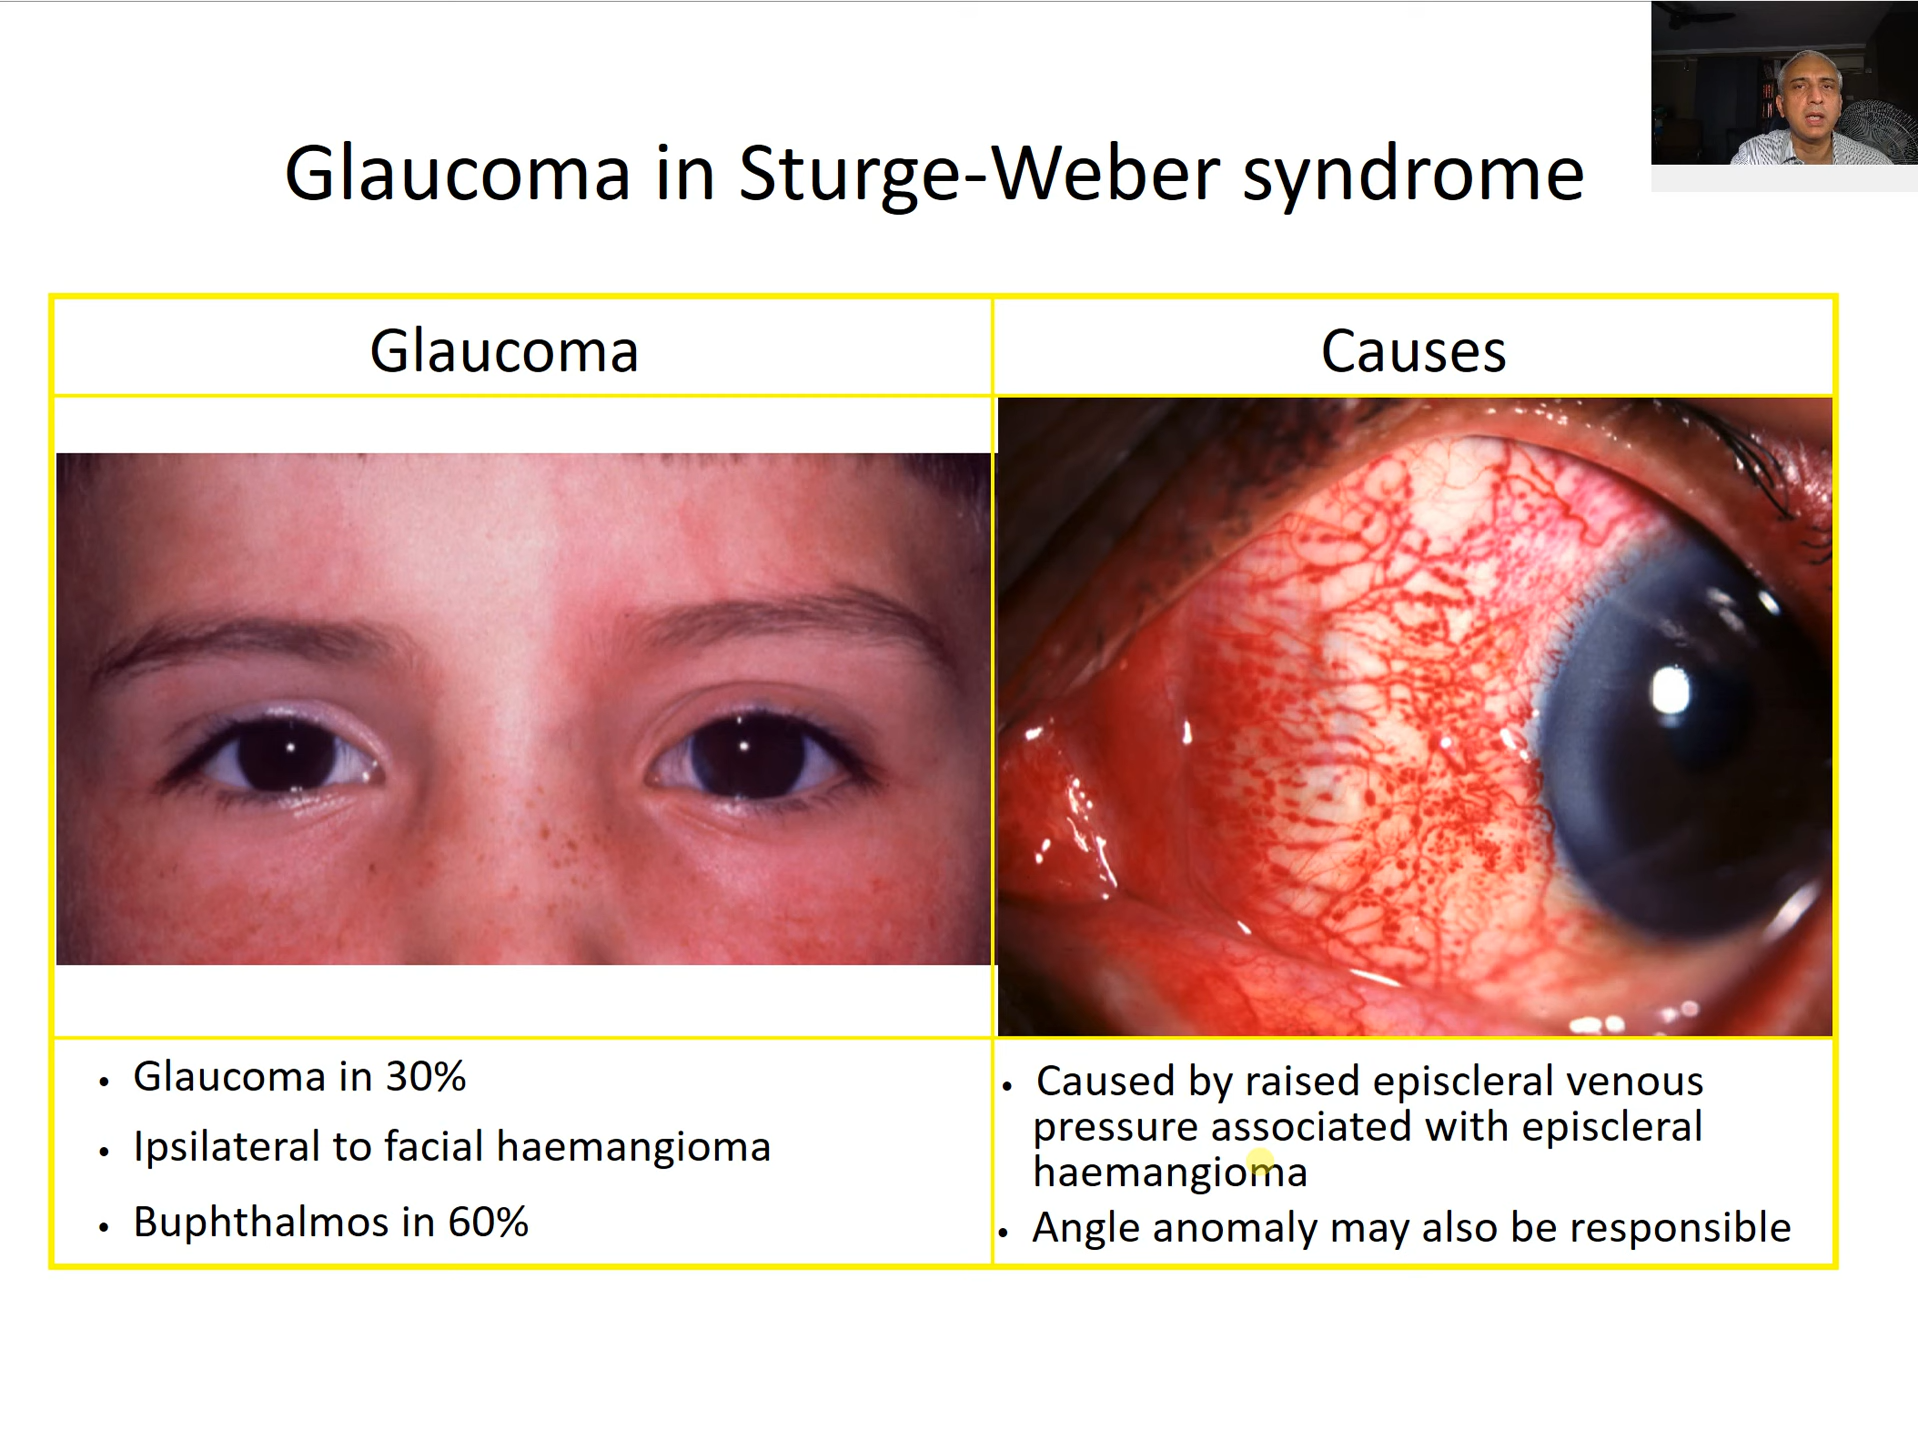 Glaucoma in Sturge-Weber syndrome
Glaucoma
Causes
• Glaucoma in 30%
• Ipsilateral to facial haemangioma
• Buphthalmos in 60%
• Caused by raised episcleral venous
pressure associated with episcleral
haemangioma
• Angle anomaly may also be responsible